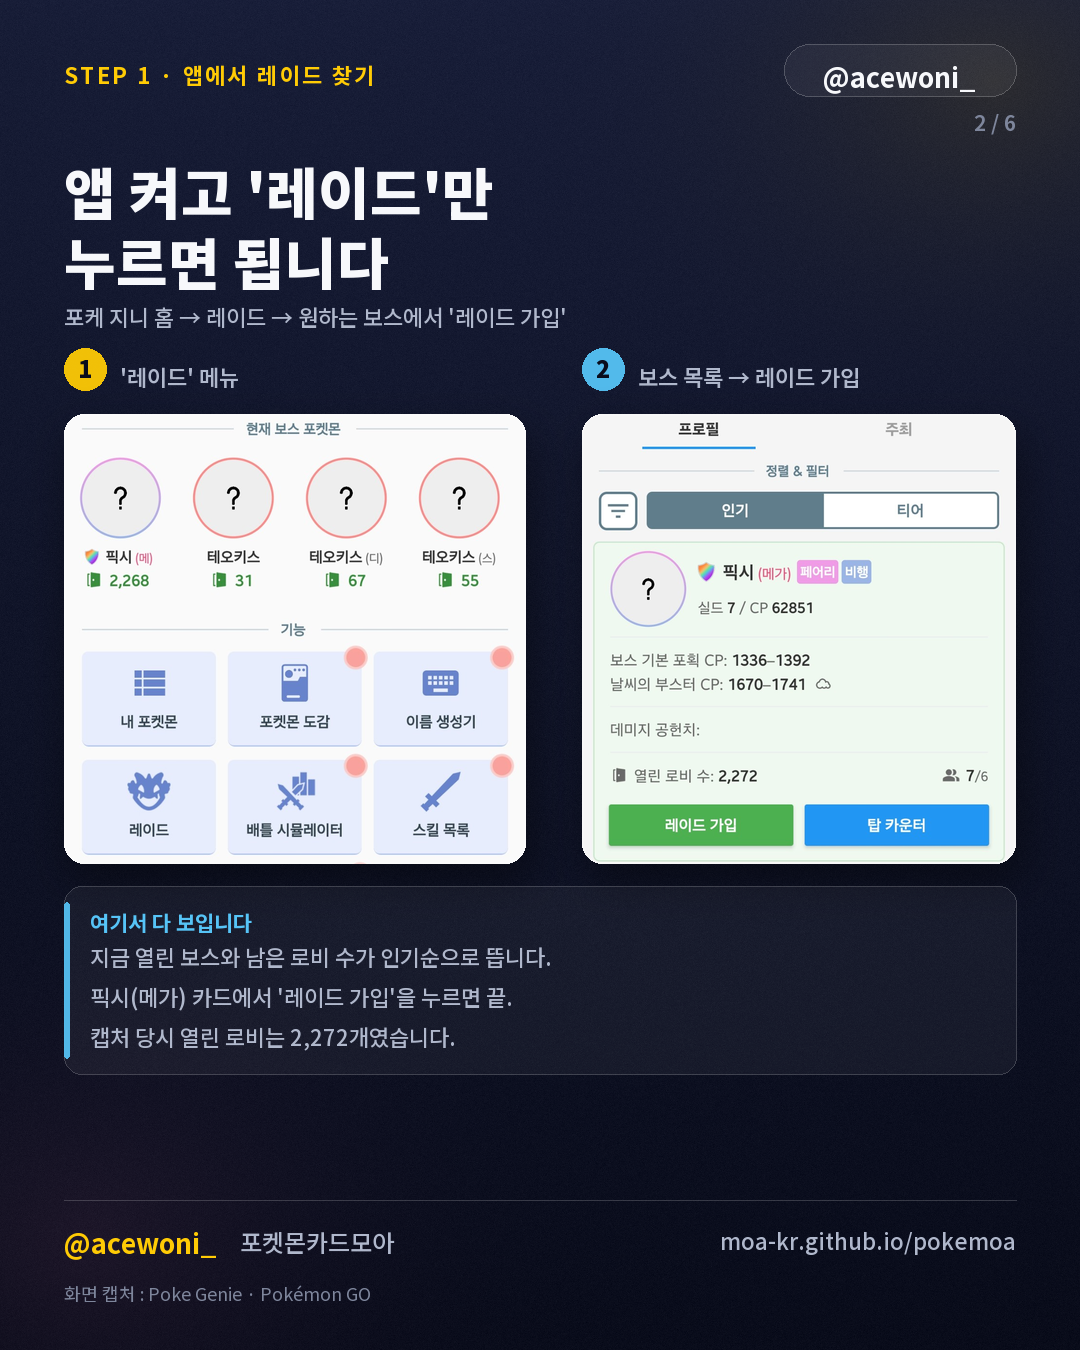 STEP 1 · 앱에서 레이드 찾기
@acewoni_
2 / 6
앱 켜고 '레이드'만
누르면 됩니다
포케 지니 홈 → 레이드 → 원하는 보스에서 '레이드 가입'
1 '레이드' 메뉴
현재 보스 포켓몬
? ? ? ?
픽시 (메) 테오키스 테오키스 (디) 테오키스 (스)
2,268 31 67 55
기능
내 포켓몬 포켓몬 도감 이름 생성기
레이드 배틀 시뮬레이터 스킬 목록
2 보스 목록 → 레이드 가입
프로필 주최
정렬 & 필터
인기 티어
?
픽시 (메가) 페어리 비행
실드 7 / CP 62851
보스 기본 포획 CP: 1336–1392
날씨의 부스터 CP: 1670–1741
데미지 공헌치:
열린 로비 수: 2,272 7/6
레이드 가입 탑 카운터
여기서 다 보입니다
지금 열린 보스와 남은 로비 수가 인기순으로 뜹니다.
픽시(메가) 카드에서 '레이드 가입'을 누르면 끝.
캡처 당시 열린 로비는 2,272개였습니다.
@acewoni_ 포켓몬카드모아
moa-kr.github.io/pokemoa
화면 캡처 : Poke Genie · Pokémon GO